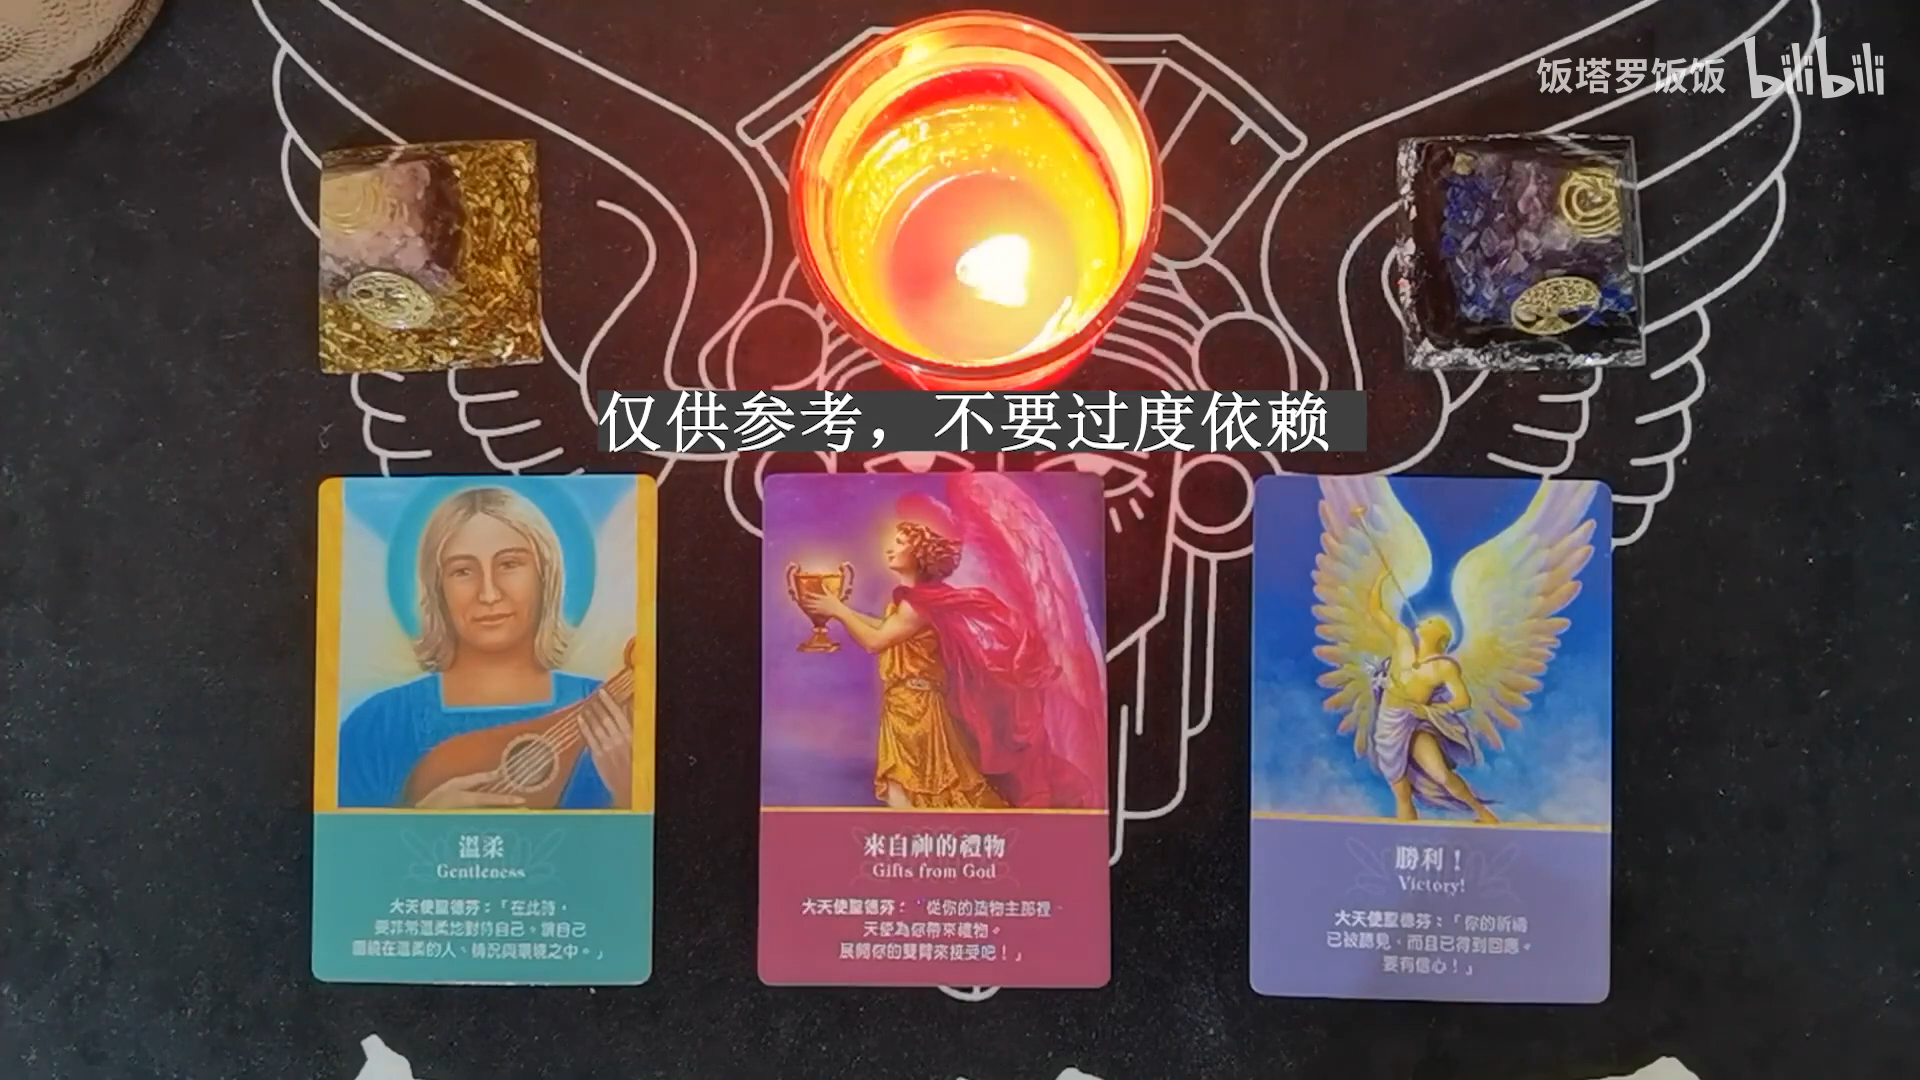 饭塔罗饭饭 bilibili
仅供参考，不要过度依赖
溫柔
Gentleness
大天使聖德芬：「在此時，
要非常溫柔地對待自己。讓自己
圍繞在溫柔的人、情況與環境之中。」
來自神的禮物
Gifts from God
大天使聖德芬：「從你的造物主那裡，
天使為你帶來禮物。
展開你的雙臂來接受吧！」
勝利！
Victory!
大天使聖德芬：「你的祈禱
已被聽見，而且已得到回應。
要有信心！」